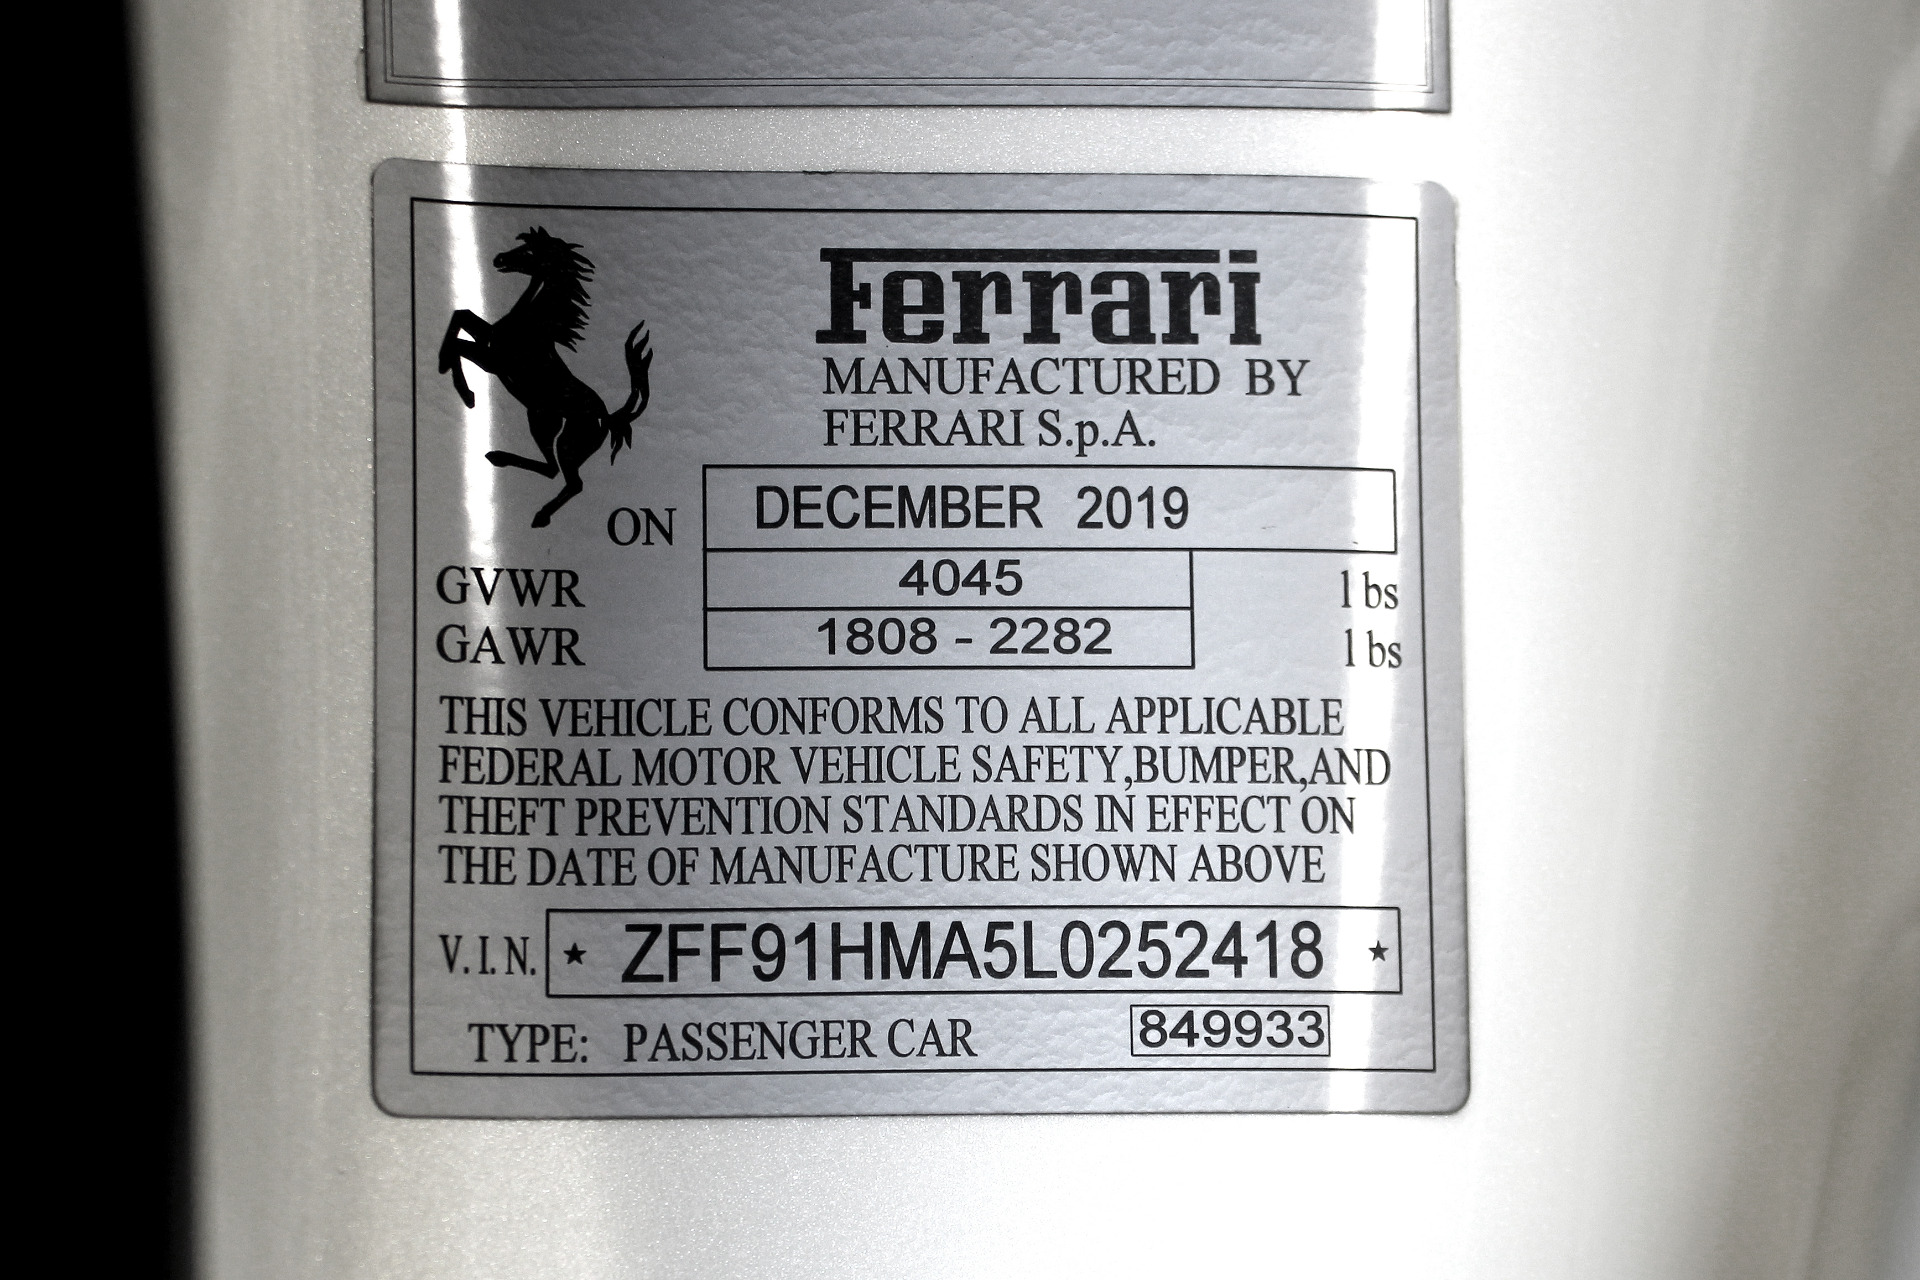 Ferrari
MANUFACTURED BY
FERRARI S.p.A.
ON DECEMBER 2019
GVWR 4045 lbs
GAWR 1808 - 2282 lbs
THIS VEHICLE CONFORMS TO ALL APPLICABLE
FEDERAL MOTOR VEHICLE SAFETY,BUMPER,AND
THEFT PREVENTION STANDARDS IN EFFECT ON
THE DATE OF MANUFACTURE SHOWN ABOVE
V.I.N. ★ ZFF91HMA5L0252418 ★
TYPE: PASSENGER CAR 849933